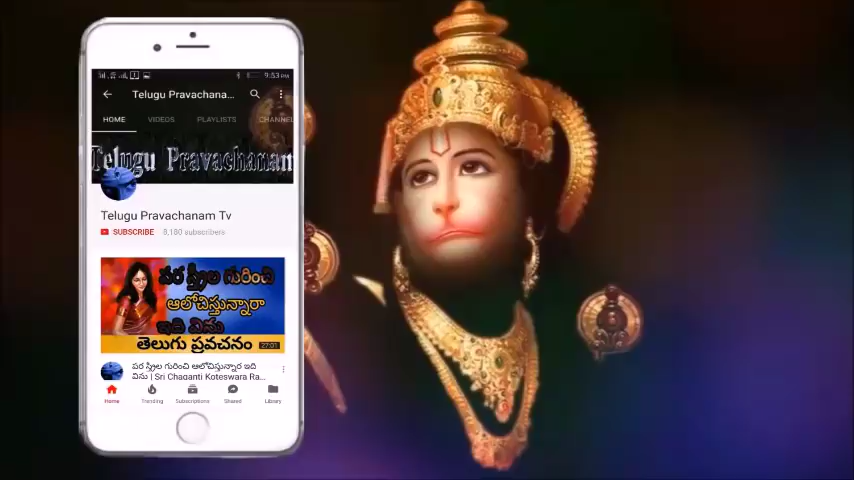 9:53 PM
Telugu Pravachana...
HOME VIDEOS PLAYLISTS CHANNEL
Telugu Pravachanam
Telugu Pravachanam Tv
SUBSCRIBE 8,180 subscribers
పర స్త్రీల గురించి
ఆలోచిస్తున్నారా
ఇది విను
తెలుగు ప్రవచనం 27:01
పర స్త్రీల గురించి ఆలోచిస్తున్నార ఇది
విను | Sri Chaganti Koteswara Ra...
Home Trending Subscriptions Shared Library